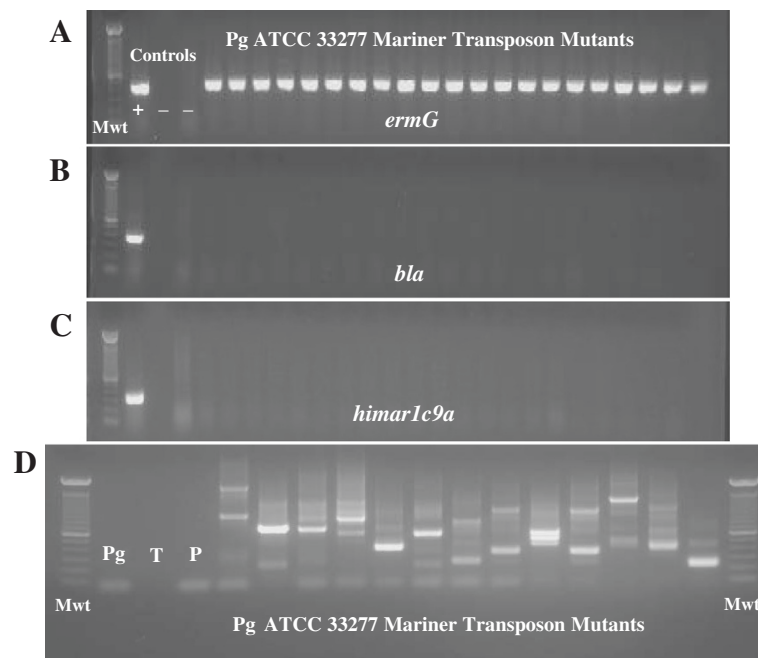 A
Pg ATCC 33277 Mariner Transposon Mutants
Controls
+ − −
Mwt
ermG
B
bla
C
himar1c9a
D
Pg T P
Mwt Mwt
Pg ATCC 33277 Mariner Transposon Mutants